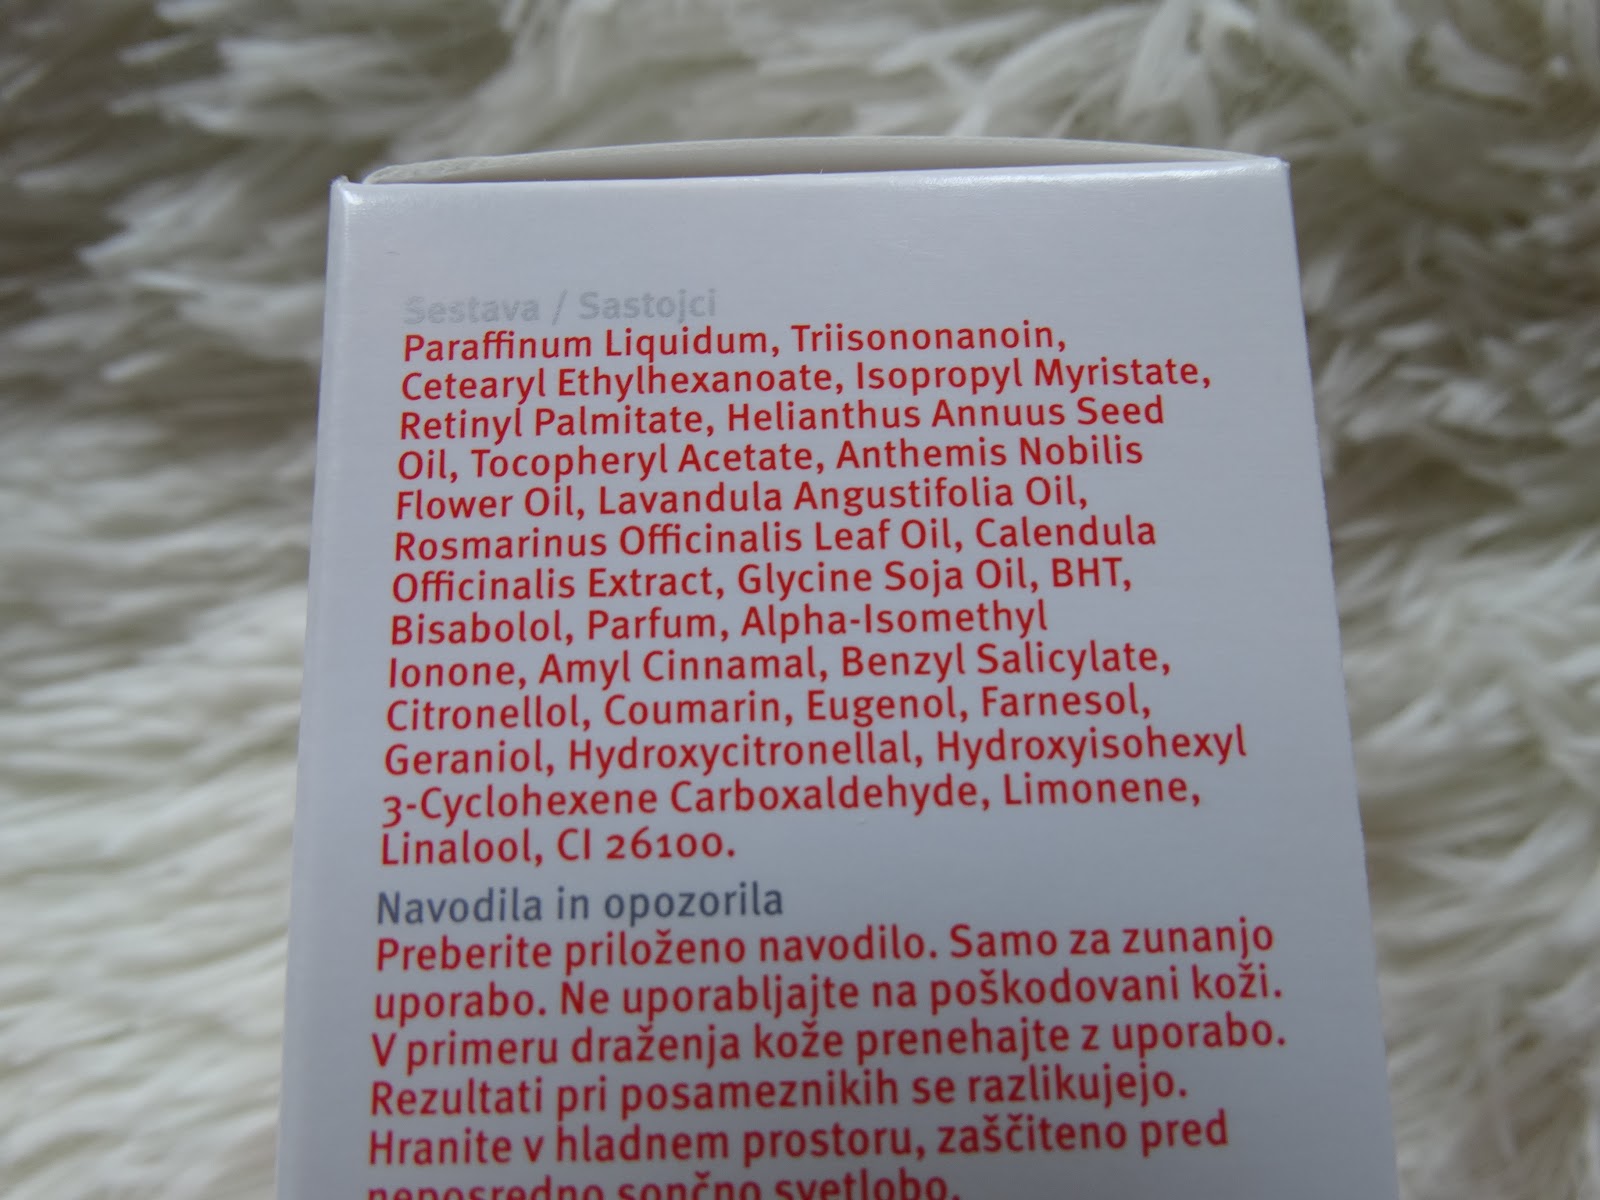 Sestava / Sastojci
Paraffinum Liquidum, Triisononanoin,
Cetearyl Ethylhexanoate, Isopropyl Myristate,
Retinyl Palmitate, Helianthus Annuus Seed
Oil, Tocopheryl Acetate, Anthemis Nobilis
Flower Oil, Lavandula Angustifolia Oil,
Rosmarinus Officinalis Leaf Oil, Calendula
Officinalis Extract, Glycine Soja Oil, BHT,
Bisabolol, Parfum, Alpha-Isomethyl
Ionone, Amyl Cinnamal, Benzyl Salicylate,
Citronellol, Coumarin, Eugenol, Farnesol,
Geraniol, Hydroxycitronellal, Hydroxyisohexyl
3-Cyclohexene Carboxaldehyde, Limonene,
Linalool, CI 26100.
Navodila in opozorila
Preberite priloženo navodilo. Samo za zunanjo
uporabo. Ne uporabljajte na poškodovani koži.
V primeru draženja kože prenehajte z uporabo.
Rezultati pri posameznikih se razlikujejo.
Hranite v hladnem prostoru, zaščiteno pred
neposredno sončno svetlobo.